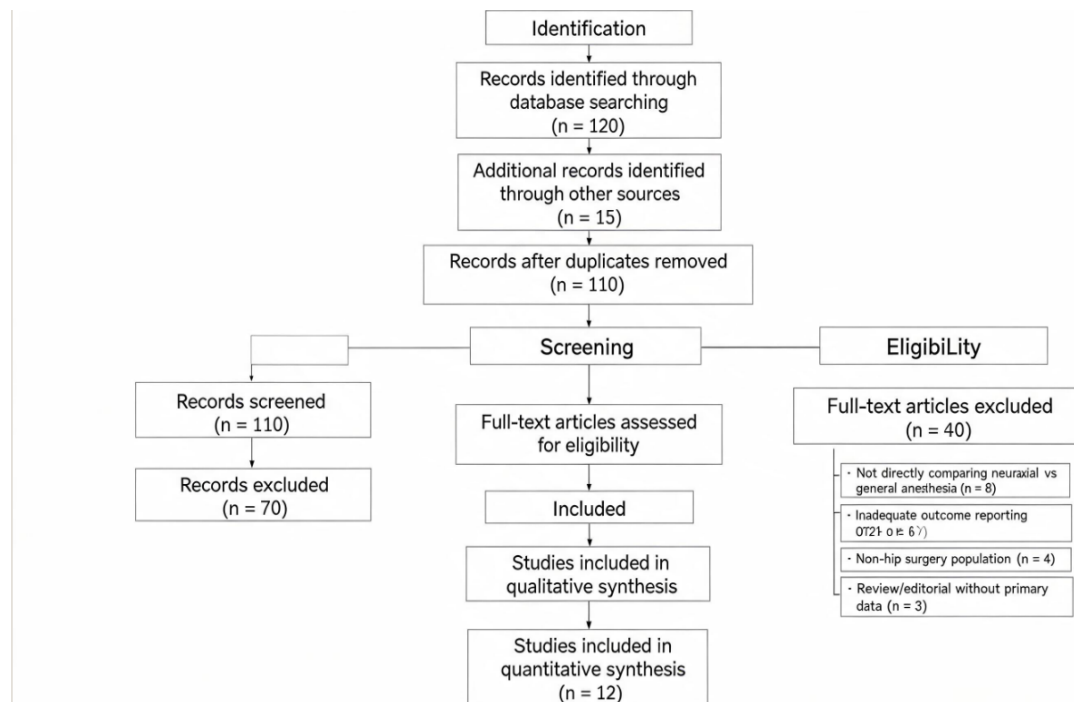 Identification
Records identified through
database searching
(n = 120)
Additional records identified
through other sources
(n = 15)
Records after duplicates removed
(n = 110)
Screening
EligibiLity
Records screened
(n = 110)
Records excluded
(n = 70)
Full-text articles assessed
for eligibility
Included
Studies included in
qualitative synthesis
Studies included in
quantitative synthesis
(n = 12)
Full-text articles excluded
(n = 40)
· Not directly comparing neuraxial vs
general anesthesia (n = 8)
· Inadequate outcome reporting
· Non-hip surgery population (n = 4)
· Review/editorial without primary
data (n = 3)